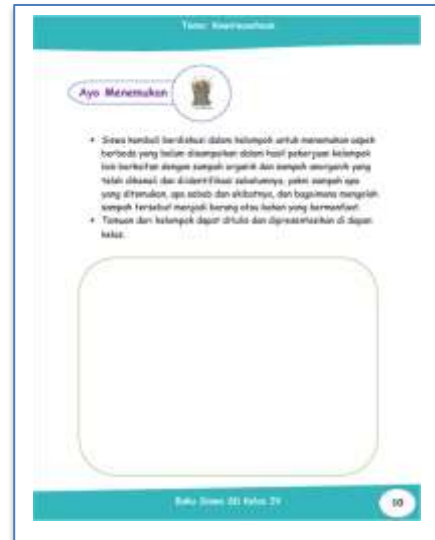 Tema: Kewirausahaan
Ayo Menemukan
• Siswa kembali berdiskusi dalam kelompok untuk menemukan aspek
berbeda yang belum disampaikan dalam hasil pekerjaan kelompok
lain berkaitan dengan sampah organik dan sampah anorganik yang
telah dikenali dan diidentifikasi sebelumnya, yakni sampah apa
yang ditemukan, apa sebab dan akibatnya, dan bagaimana mengolah
sampah tersebut menjadi barang atau bahan yang bermanfaat.
• Temuan dari kelompok dapat ditulis dan dipresentasikan di depan
kelas.
Buku Siswa SD Kelas IV
10